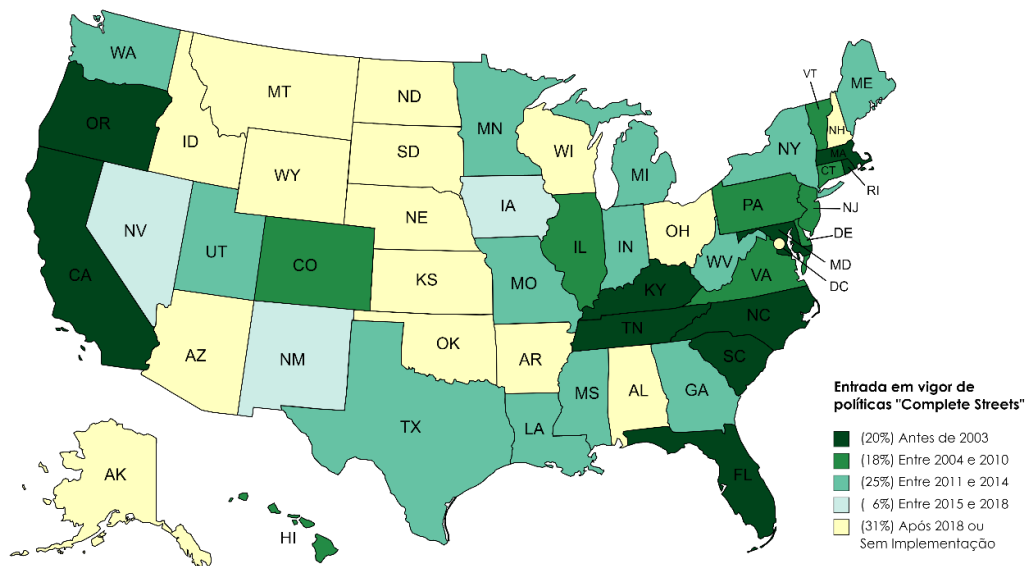 WA
MT
ND
MN
VT
ME
OR
ID
SD
WI
MI
NY
NH
MA
WY
CT
RI
NE
IA
PA
NJ
NV
UT
CO
IL
IN
OH
DE
WV
MD
CA
KS
MO
KY
VA
DC
TN
NC
AZ
NM
OK
AR
SC
MS
AL
GA
TX
LA
FL
AK
HI
Entrada em vigor de
políticas "Complete Streets"
(20%) Antes de 2003
(18%) Entre 2004 e 2010
(25%) Entre 2011 e 2014
( 6%) Entre 2015 e 2018
(31%) Após 2018 ou
Sem Implementação